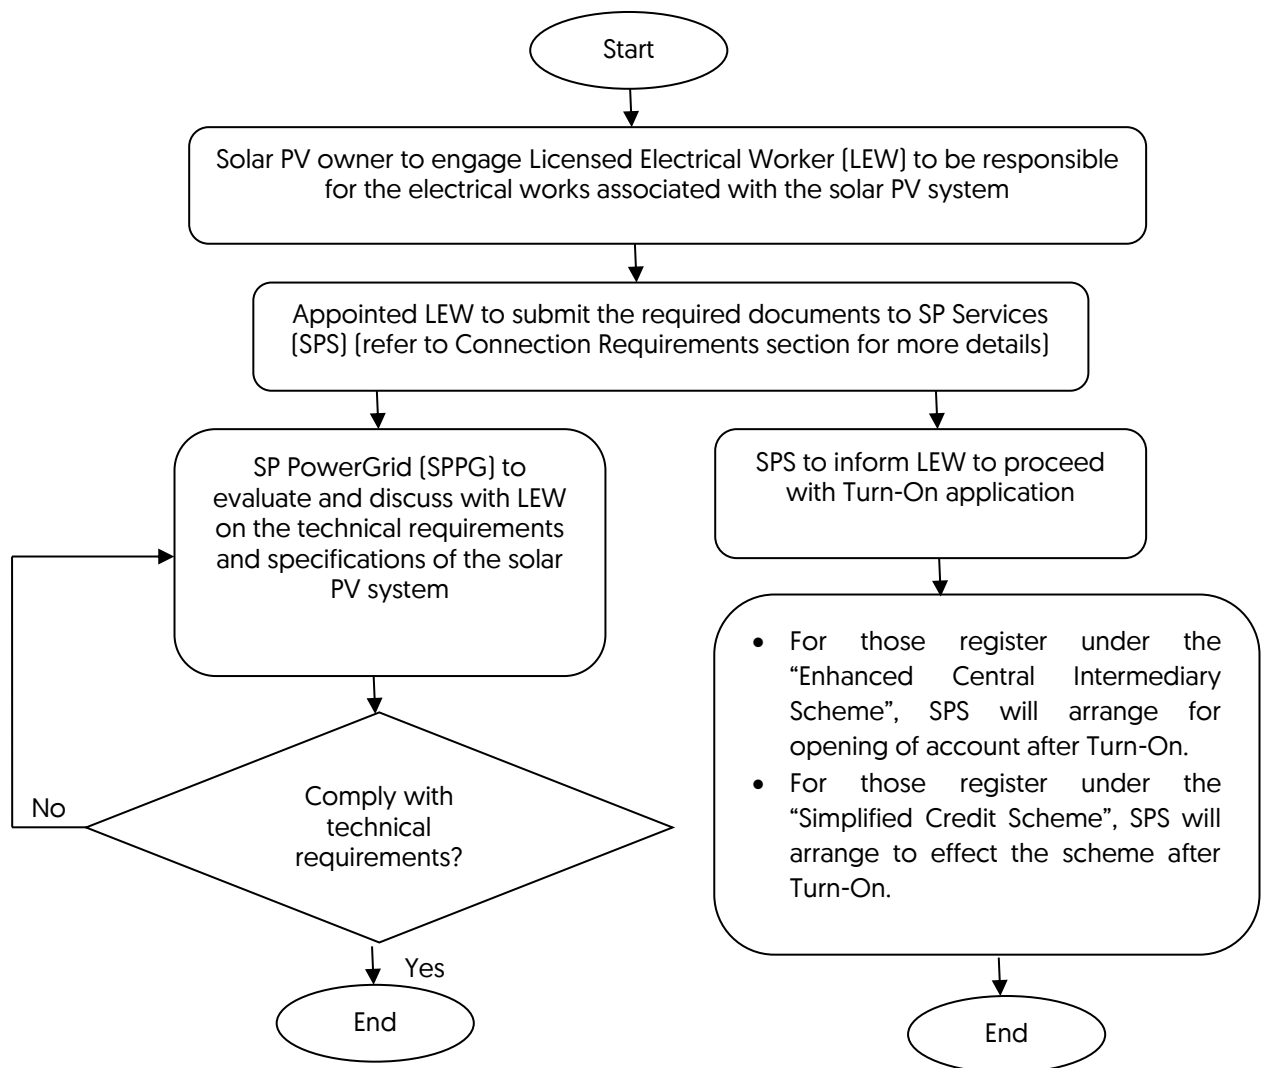 Start
Solar PV owner to engage Licensed Electrical Worker (LEW) to be responsible
for the electrical works associated with the solar PV system
Appointed LEW to submit the required documents to SP Services
(SPS) (refer to Connection Requirements section for more details)
SP PowerGrid (SPPG) to
evaluate and discuss with LEW
on the technical requirements
and specifications of the solar
PV system
Comply with
technical
requirements?
No
Yes
End
SPS to inform LEW to proceed
with Turn-On application
• For those register under the
“Enhanced Central Intermediary
Scheme”, SPS will arrange for
opening of account after Turn-On.
• For those register under the
“Simplified Credit Scheme”, SPS will
arrange to effect the scheme after
Turn-On.
End